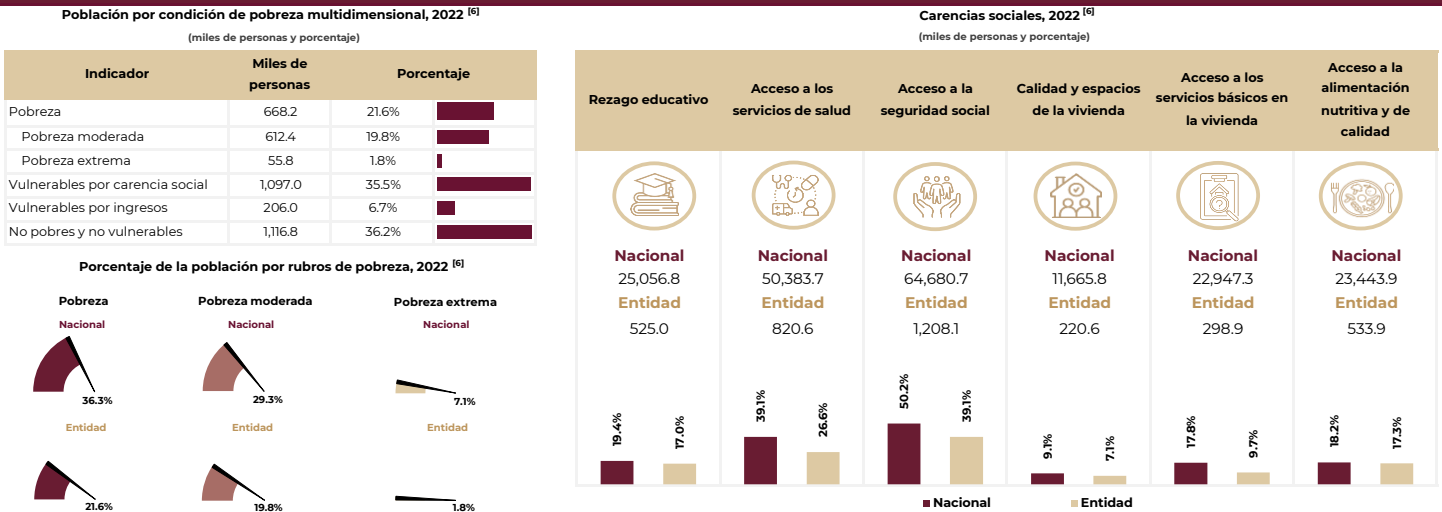 Población por condición de pobreza multidimensional, 2022 [6]
(miles de personas y porcentaje)
Indicador Miles de personas Porcentaje
Pobreza 668.2 21.6%
Pobreza moderada 612.4 19.8%
Pobreza extrema 55.8 1.8%
Vulnerables por carencia social 1,097.0 35.5%
Vulnerables por ingresos 206.0 6.7%
No pobres y no vulnerables 1,116.8 36.2%
Porcentaje de la población por rubros de pobreza, 2022 [6]
Pobreza Pobreza moderada Pobreza extrema
Nacional Nacional Nacional
36.3% 29.3% 7.1%
Entidad Entidad Entidad
21.6% 19.8% 1.8%
Carencias sociales, 2022 [6]
(miles de personas y porcentaje)
Rezago educativo
Acceso a los
servicios de salud
Acceso a la
seguridad social
Calidad y espacios
de la vivienda
Acceso a los
servicios básicos en
la vivienda
Acceso a la
alimentación
nutritiva y de
calidad
Nacional Nacional Nacional Nacional Nacional Nacional
25,056.8 50,383.7 64,680.7 11,665.8 22,947.3 23,443.9
Entidad Entidad Entidad Entidad Entidad Entidad
525.0 820.6 1,208.1 220.6 298.9 533.9
19.4% 17.0% 39.1% 26.6% 50.2% 39.1% 9.1% 7.1% 17.8% 9.7% 18.2% 17.3%
Nacional Entidad